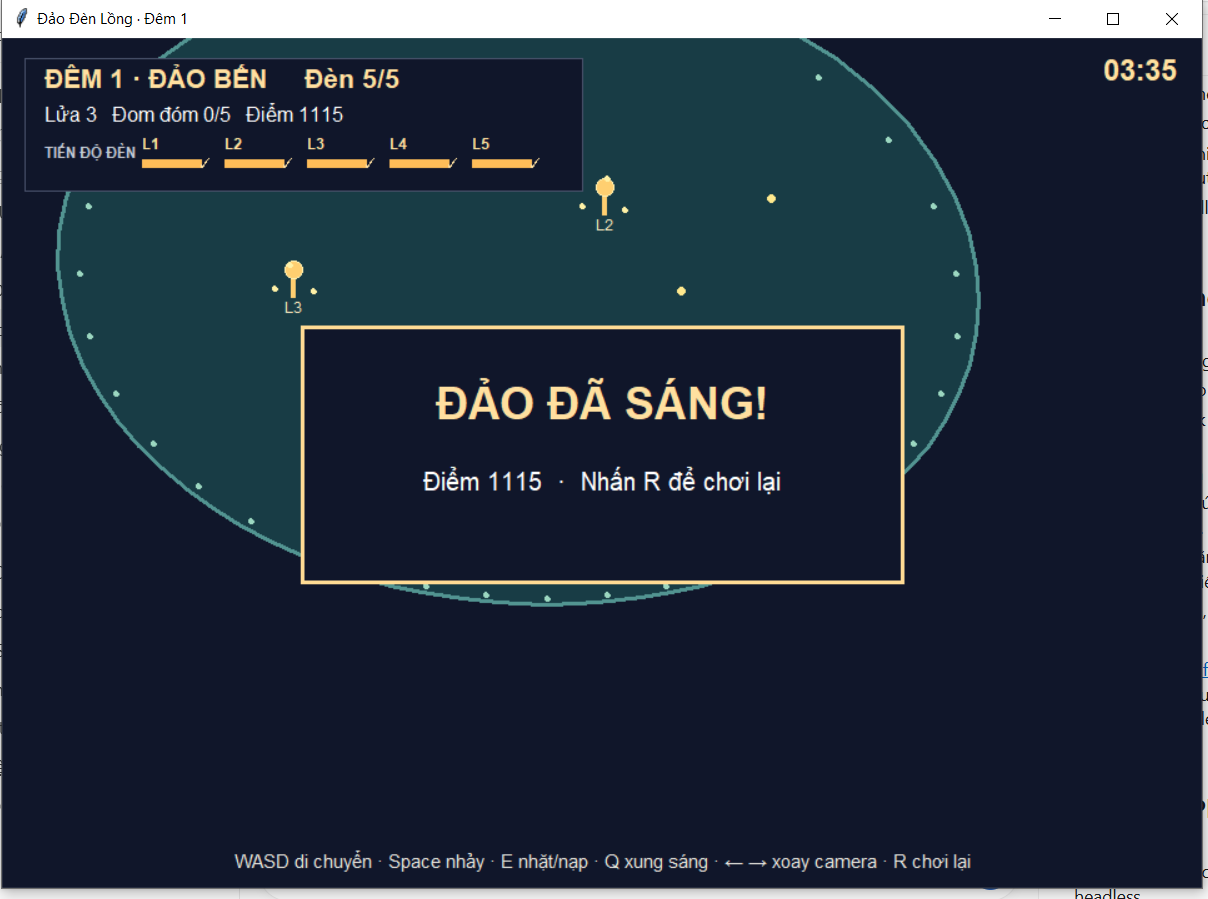 Đảo Đèn Lồng · Đêm 1
ĐÊM 1 · ĐẢO BẾN Đèn 5/5
03:35
Lửa 3 Đom đóm 0/5 Điểm 1115
TIẾN ĐỘ ĐÈN L1 ✓ L2 ✓ L3 ✓ L4 ✓ L5 ✓
L2
L3
ĐẢO ĐÃ SÁNG!
Điểm 1115 · Nhấn R để chơi lại
WASD di chuyển · Space nhảy · E nhặt/nạp · Q xung sáng · ← → xoay camera · R chơi lại
headless